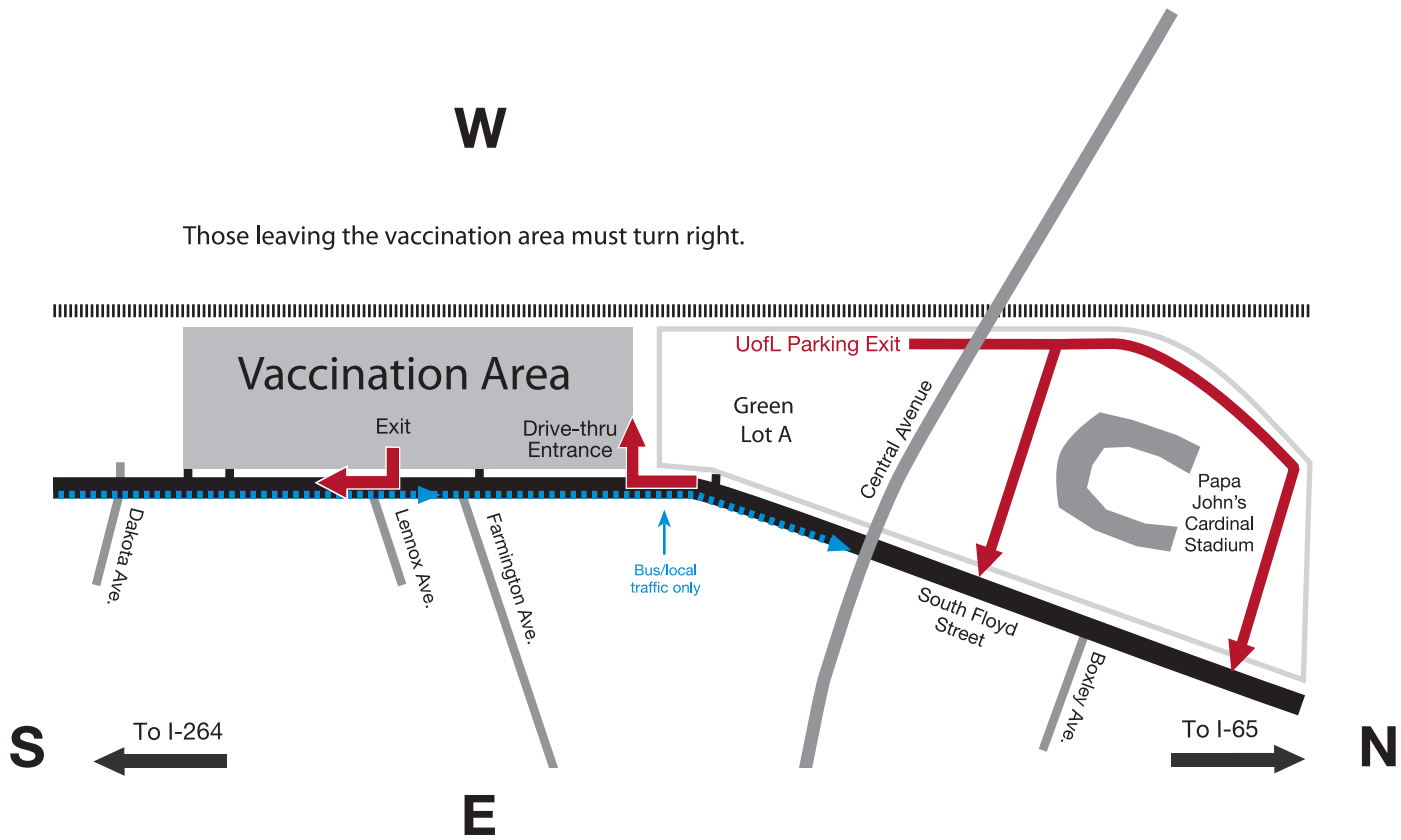 W
Those leaving the vaccination area must turn right.
UofL Parking Exit
Vaccination Area
Green
Lot A
Central Avenue
Exit
Drive-thru
Entrance
Papa
John's
Cardinal
Stadium
Dakota Ave.
Lennox Ave.
Farmington Ave.
Bus/local
traffic only
South Floyd
Street
Boxley Ave.
S
To I-264
To I-65
N
E